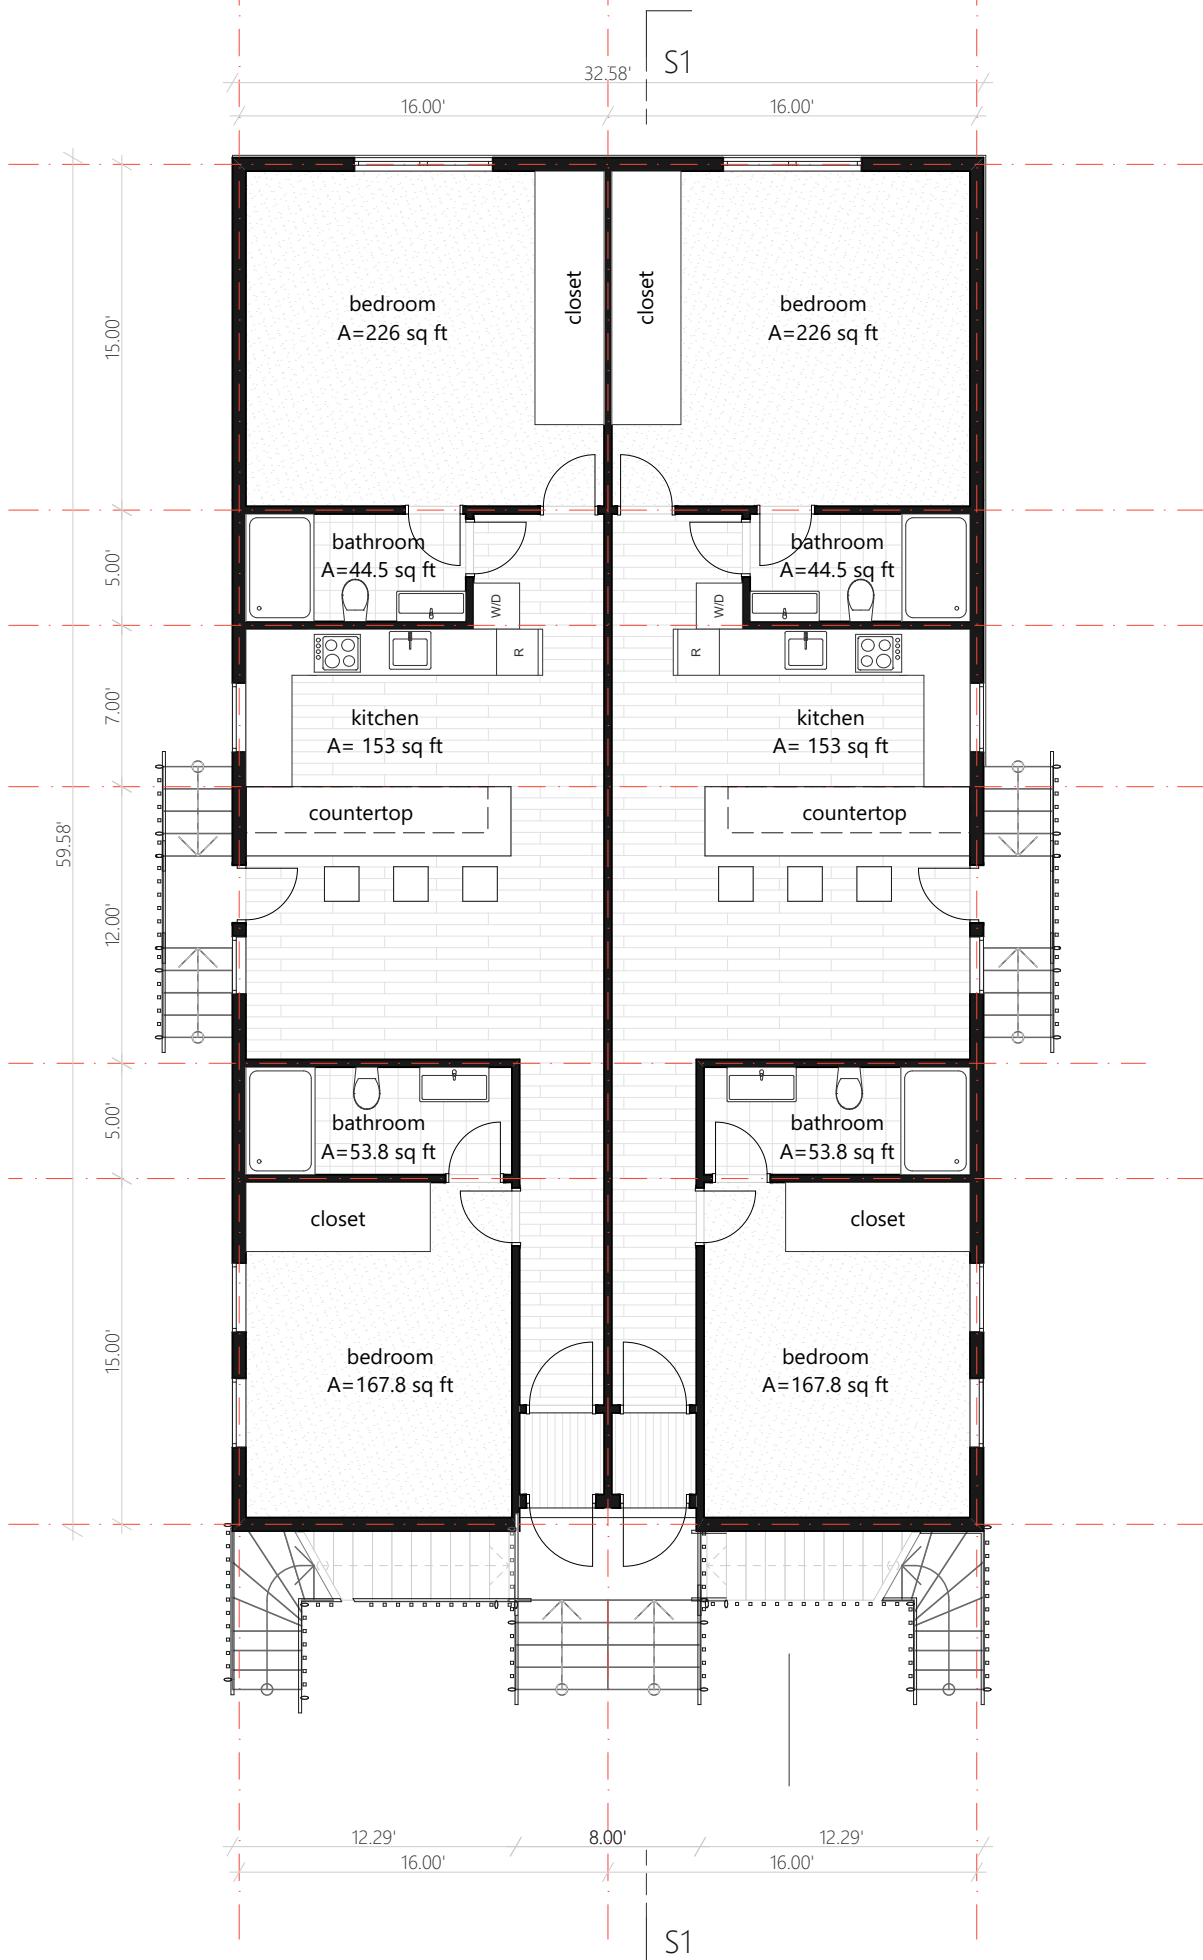 S1
32.58'
16.00'
16.00'
bedroom
A=226 sq ft
closet
closet
bedroom
A=226 sq ft
15.00'
bathroom
A=44.5 sq ft
bathroom
A=44.5 sq ft
5.00'
W/D
W/D
R
R
7.00'
kitchen
A= 153 sq ft
kitchen
A= 153 sq ft
countertop
countertop
59.58'
12.00'
bathroom
A=53.8 sq ft
bathroom
A=53.8 sq ft
5.00'
closet
closet
15.00'
bedroom
A=167.8 sq ft
bedroom
A=167.8 sq ft
12.29'
8.00'
12.29'
16.00'
16.00'
S1